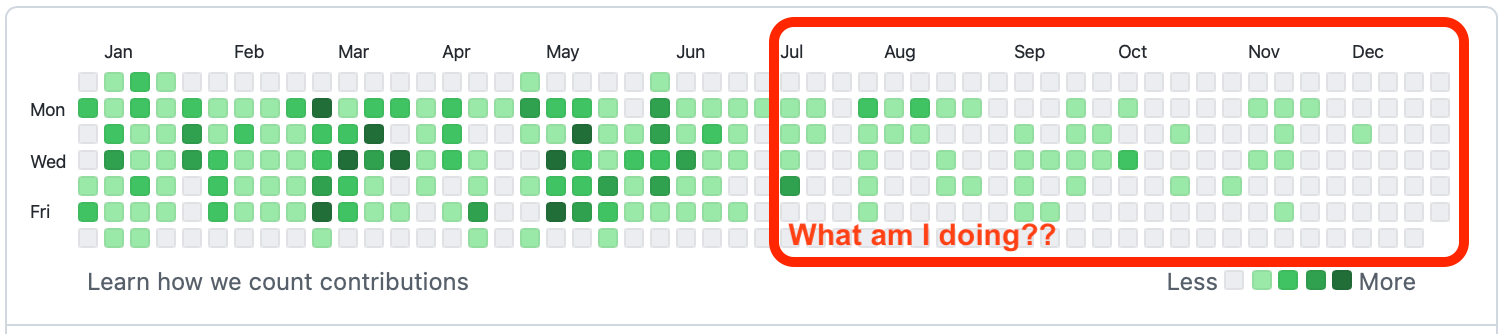 Jan Feb Mar Apr May Jun Jul Aug Sep Oct Nov Dec
Mon
Wed
Fri
What am I doing??
Learn how we count contributions
Less More